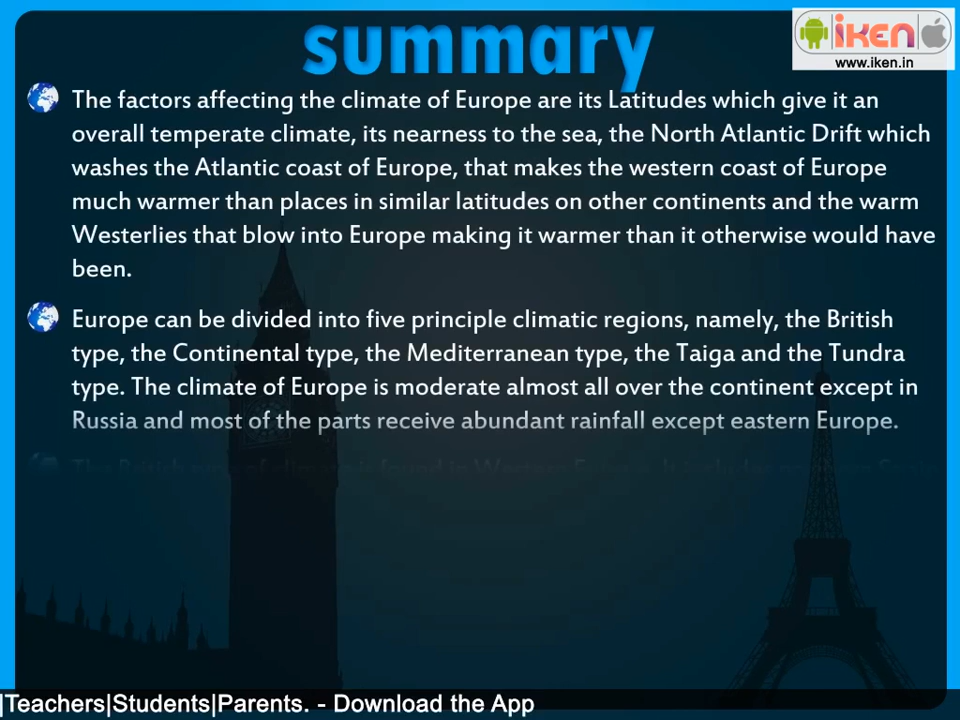 summary
iKEN
www.iken.in
The factors affecting the climate of Europe are its Latitudes which give it an
overall temperate climate, its nearness to the sea, the North Atlantic Drift which
washes the Atlantic coast of Europe, that makes the western coast of Europe
much warmer than places in similar latitudes on other continents and the warm
Westerlies that blow into Europe making it warmer than it otherwise would have
been.
Europe can be divided into five principle climatic regions, namely, the British
type, the Continental type, the Mediterranean type, the Taiga and the Tundra
type. The climate of Europe is moderate almost all over the continent except in
Russia and most of the parts receive abundant rainfall except eastern Europe.
|Teachers|Students|Parents. - Download the App